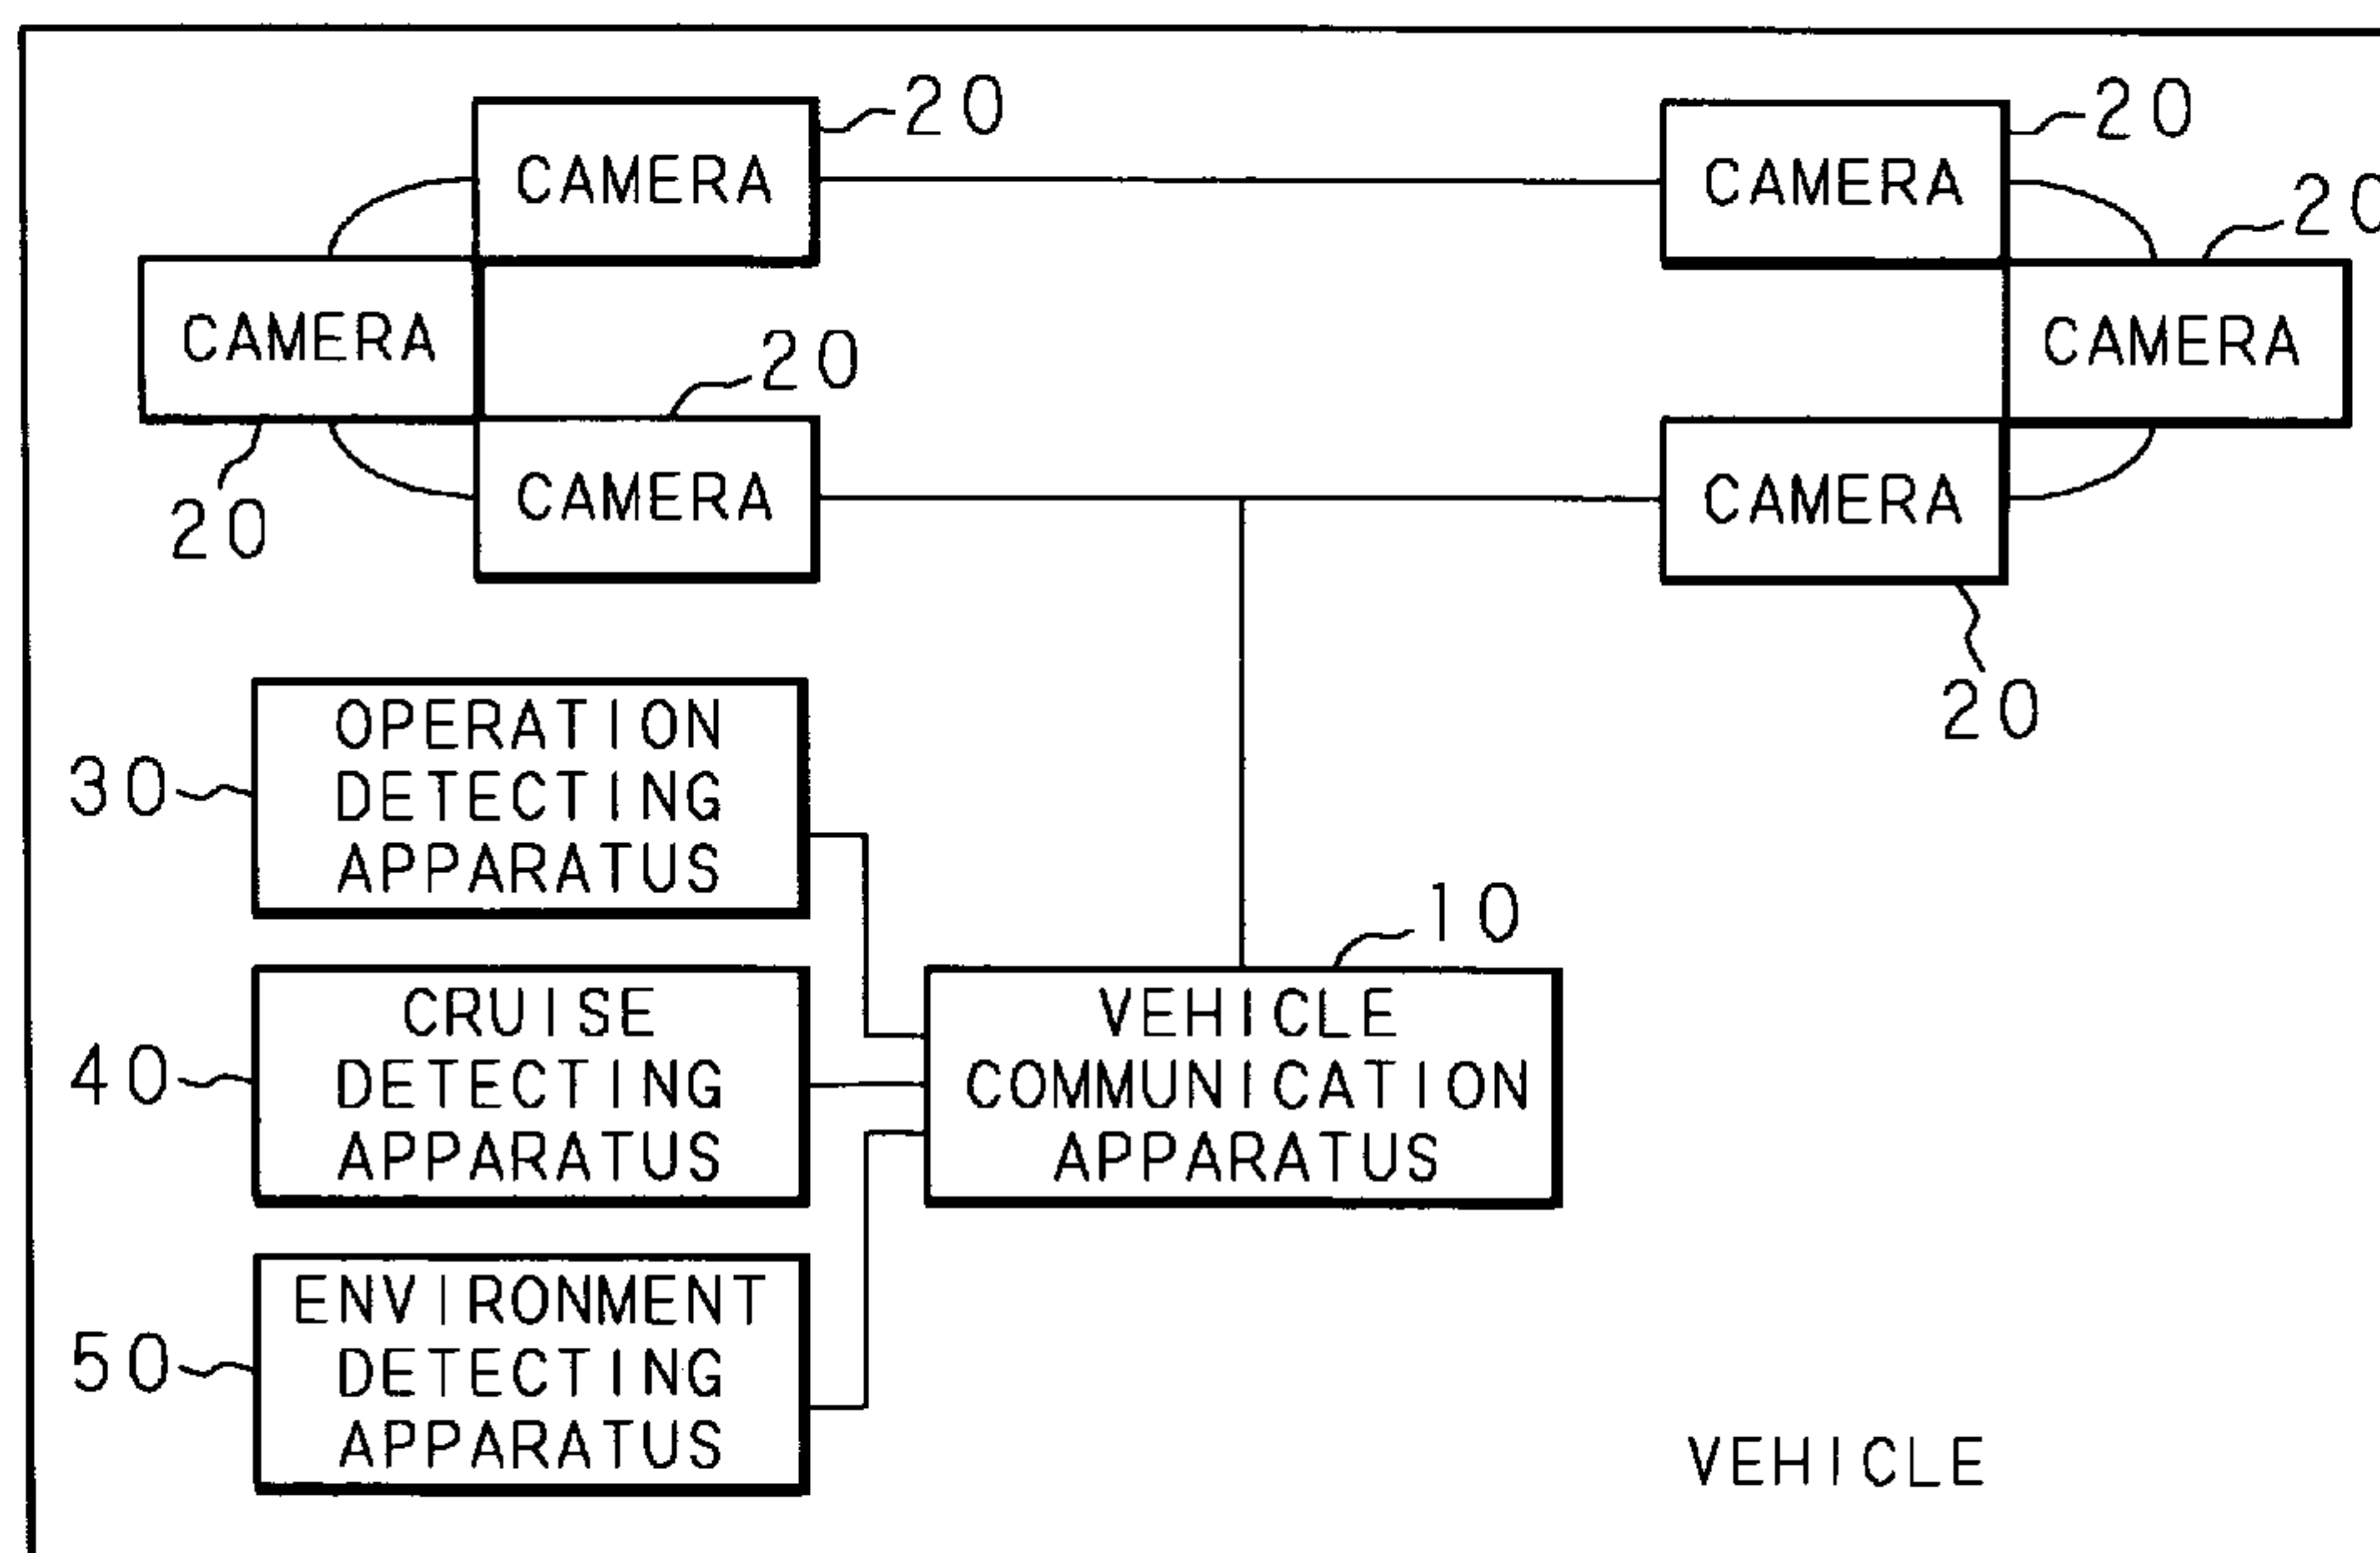 20
20
CAMERA
CAMERA
20
CAMERA
CAMERA
20
CAMERA
CAMERA
20
20
OPERATION
DETECTING
APPARATUS
30
10
CRUISE
DETECTING
APPARATUS
40
VEHICLE
COMMUNICATION
APPARATUS
ENVIRONMENT
DETECTING
APPARATUS
50
VEHICLE